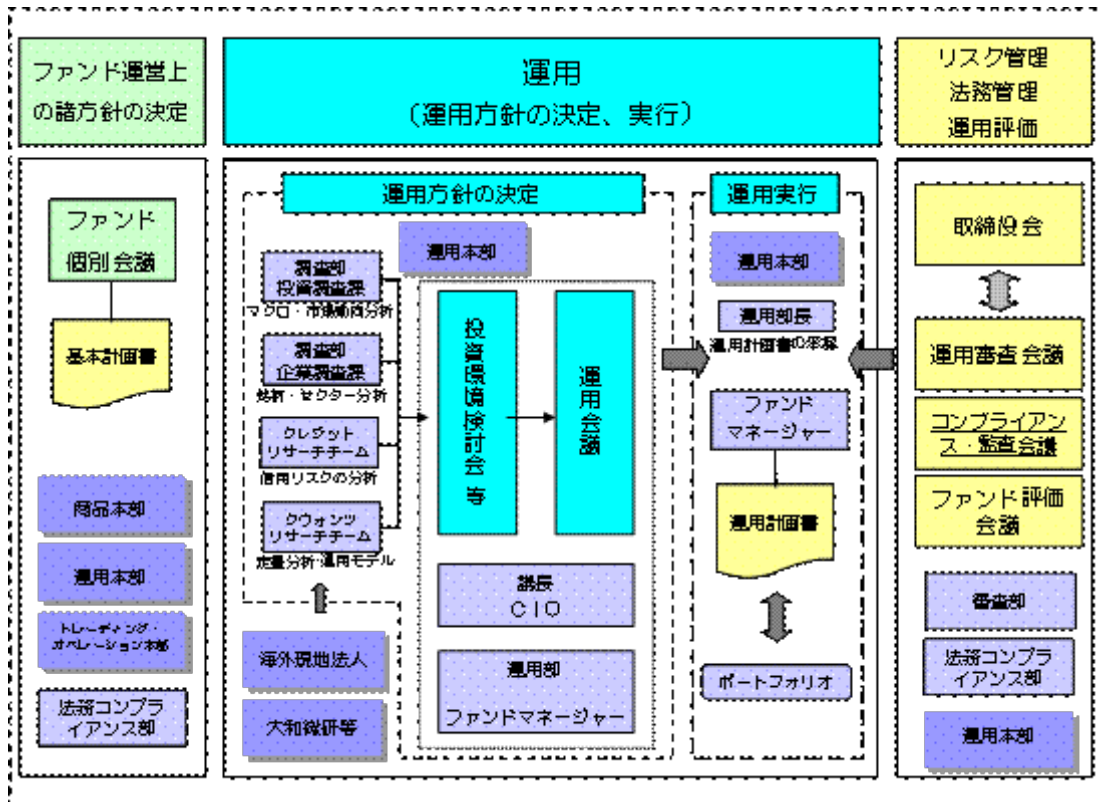 ファンド運営上
の諸方針の決定
運用
(運用方針の決定、実行)
リスク管理
法務管理
運用評価
ファンド
個別会議
基本計画書
商品本部
運用本部
トレーディング・
オペレーション本部
法務コンプラ
イアンス部
運用方針の決定
運用本部
調査部
投資調査課
マクロ・市場動向分析
調査部
企業調査課
銘柄・セクター分析
クレジット
リサーチチーム
信用リスクの分析
クウォンツ
リサーチチーム
定量分析・運用モデル
海外現地法人
大和総研等
投資環境検討会 等
運用会議
議長
CIO
運用部
ファンドマネージャー
運用実行
運用本部
運用部長
運用計画書の承認
ファンド
マネージャー
運用計画書
ポートフォリオ
取締役会
運用審査会議
コンプライアン
ス・監査会議
ファンド評価
会議
審査部
法務コンプラ
イアンス部
運用本部